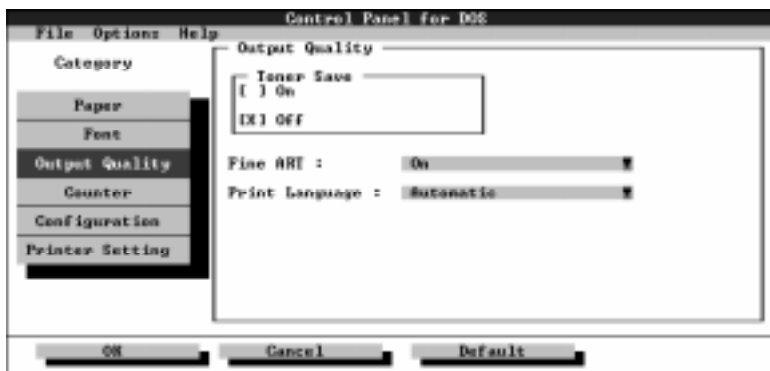 Control Panel for DOS
File Options Help
Category
Paper
Font
Output Quality
Counter
Configuration
Printer Setting
Output Quality
Toner Save
[ ] On
[X] Off
Fine ART : On
Print Language : Automatic
OK Cancel Default